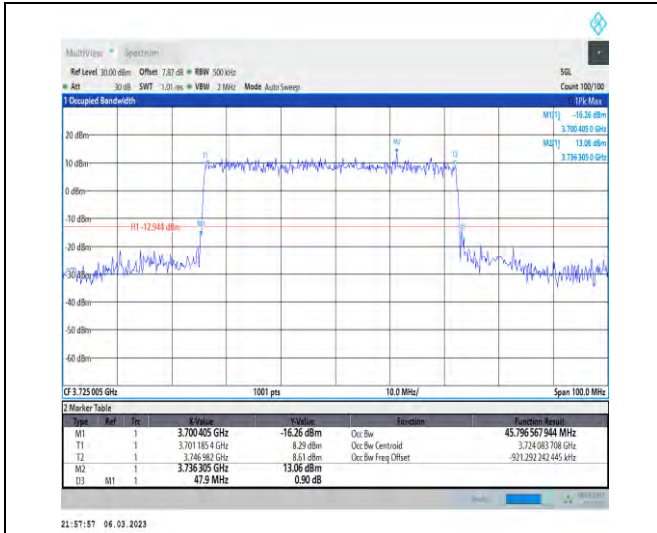 MultiView Spectrum
Ref Level 30.00 dBm Offset 7.87 dB RBW 500 kHz SGL
Att 30 dB SWT 1.01 ms VBW 2 MHz Mode Auto Sweep Count 100/100
1 Occupied Bandwidth 1Pk Max
M1[1] -16.26 dBm
3.700 405 0 GHz
M2[1] 13.06 dBm
3.736 305 0 GHz
20 dBm
T1 M2 T2
10 dBm
0 dBm
-10 dBm
H1 -12.944 dBm
M1
-20 dBm
-30 dBm
-40 dBm
-50 dBm
-60 dBm
CF 3.725 005 GHz 1001 pts 10.0 MHz/ Span 100.0 MHz
2 Marker Table
Type Ref Trc X-Value Y-Value Function Function Result
M1 1 3.700 405 GHz -16.26 dBm Occ Bw 45.796 567 944 MHz
T1 1 3.701 185 4 GHz 8.29 dBm Occ Bw Centroid 3.724 083 708 GHz
T2 1 3.746 982 GHz 8.61 dBm Occ Bw Freq Offset -921.292 242 445 kHz
M2 1 3.736 305 GHz 13.06 dBm
D3 M1 1 47.9 MHz 0.90 dB
21:57:57 06.03.2023